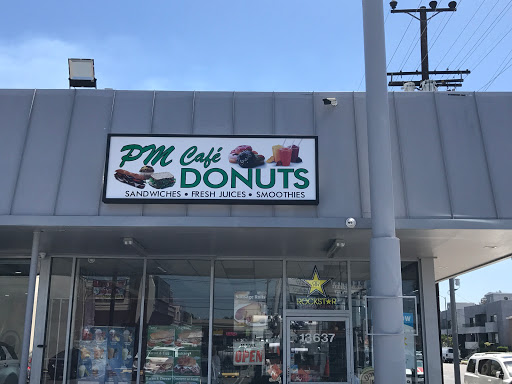 PM Café
DONUTS
SANDWICHES • FRESH JUICES • SMOOTHIES
ROCKSTAR
13637
OPEN